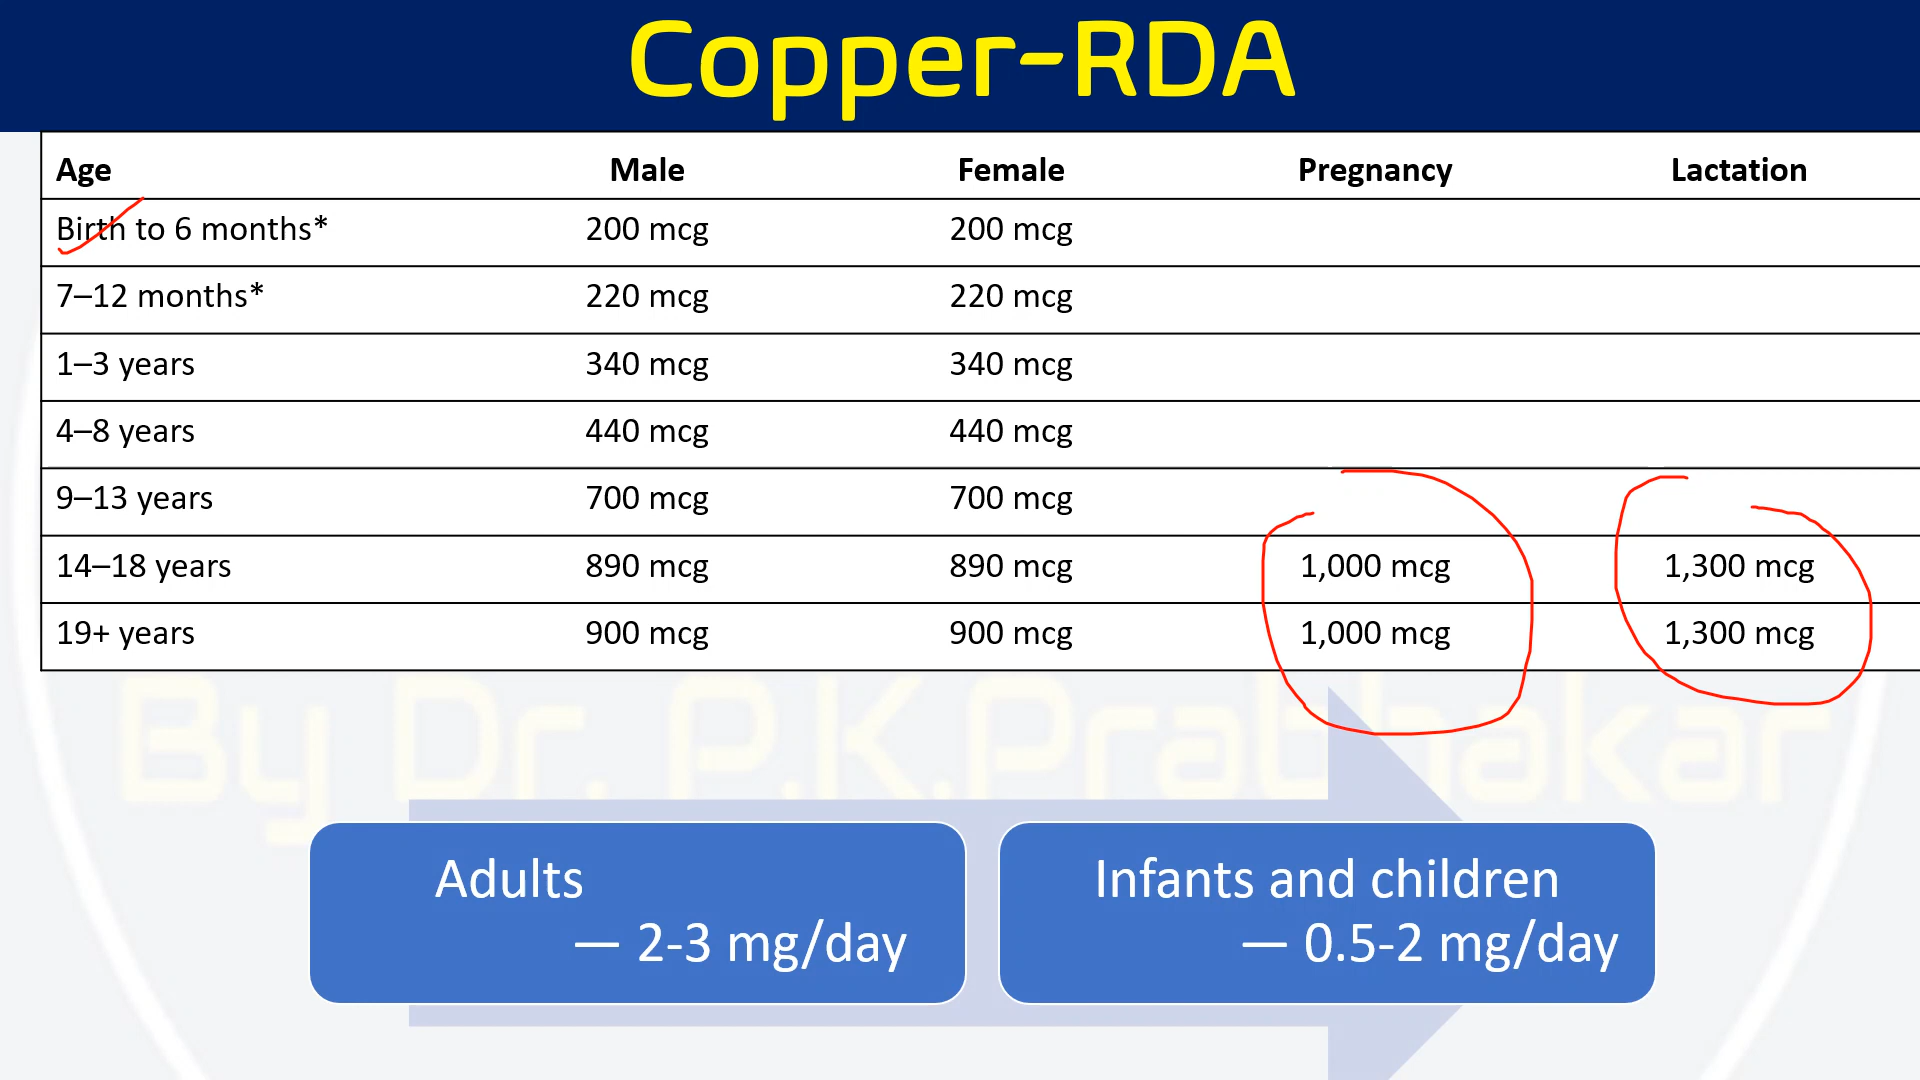 Copper-RDA
Age Male Female Pregnancy Lactation
Birth to 6 months* 200 mcg 200 mcg
7–12 months* 220 mcg 220 mcg
1–3 years 340 mcg 340 mcg
4–8 years 440 mcg 440 mcg
9–13 years 700 mcg 700 mcg
14–18 years 890 mcg 890 mcg 1,000 mcg 1,300 mcg
19+ years 900 mcg 900 mcg 1,000 mcg 1,300 mcg
By Dr. P.K.Prabhakar
Adults
— 2-3 mg/day
Infants and children
— 0.5-2 mg/day